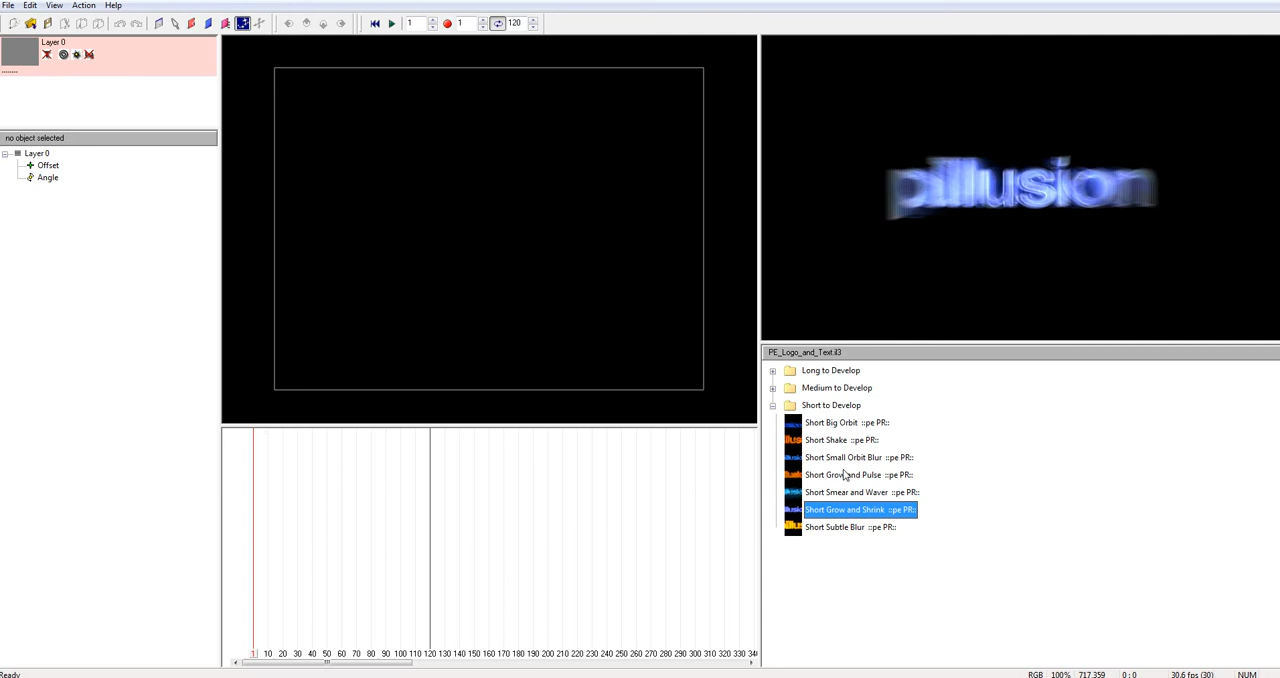 File Edit View Action Help
1 1 120
Layer 0
no object selected
Layer 0
Offset
Angle
pillusion
PE_Logo_and_Text.il3
Long to Develop
Medium to Develop
Short to Develop
Short Big Orbit ::pe PR::
Short Shake ::pe PR::
Short Small Orbit Blur ::pe PR::
Short Grow and Pulse ::pe PR::
Short Smear and Waver ::pe PR::
Short Grow and Shrink ::pe PR::
Short Subtle Blur ::pe PR::
1 10 20 30 40 50 60 70 80 90 100 110 120 130 140 150 160 170 180 190 200 210 220 230 240 250 260 270 280 290 300 310 320 330
Ready RGB 100% 717.359 0 : 0 30.6 fps (30) NUM